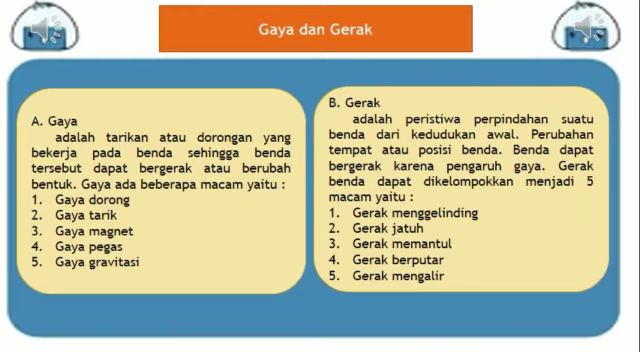 Gaya dan Gerak
A. Gaya
adalah tarikan atau dorongan yang
bekerja pada benda sehingga benda
tersebut dapat bergerak atau berubah
bentuk. Gaya ada beberapa macam yaitu :
1. Gaya dorong
2. Gaya tarik
3. Gaya magnet
4. Gaya pegas
5. Gaya gravitasi
B. Gerak
adalah peristiwa perpindahan suatu
benda dari kedudukan awal. Perubahan
tempat atau posisi benda. Benda dapat
bergerak karena pengaruh gaya. Gerak
benda dapat dikelompokkan menjadi 5
macam yaitu :
1. Gerak menggelinding
2. Gerak jatuh
3. Gerak memantul
4. Gerak berputar
5. Gerak mengalir